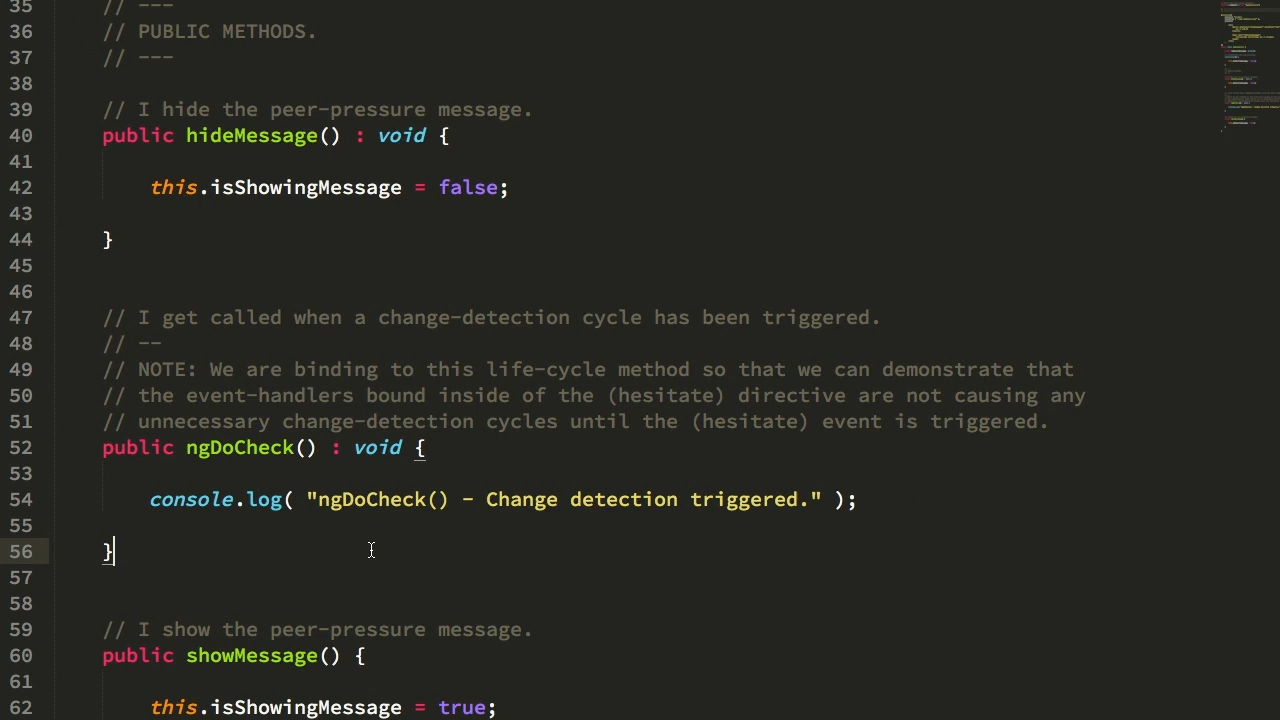 35 // ---
36 // PUBLIC METHODS.
37 // ---
38
39 // I hide the peer-pressure message.
40 public hideMessage() : void {
41
42 this.isShowingMessage = false;
43
44 }
45
46
47 // I get called when a change-detection cycle has been triggered.
48 // --
49 // NOTE: We are binding to this life-cycle method so that we can demonstrate that
50 // the event-handlers bound inside of the (hesitate) directive are not causing any
51 // unnecessary change-detection cycles until the (hesitate) event is triggered.
52 public ngDoCheck() : void {
53
54 console.log( "ngDoCheck() - Change detection triggered." );
55
56 }
57
58
59 // I show the peer-pressure message.
60 public showMessage() {
61
62 this.isShowingMessage = true;